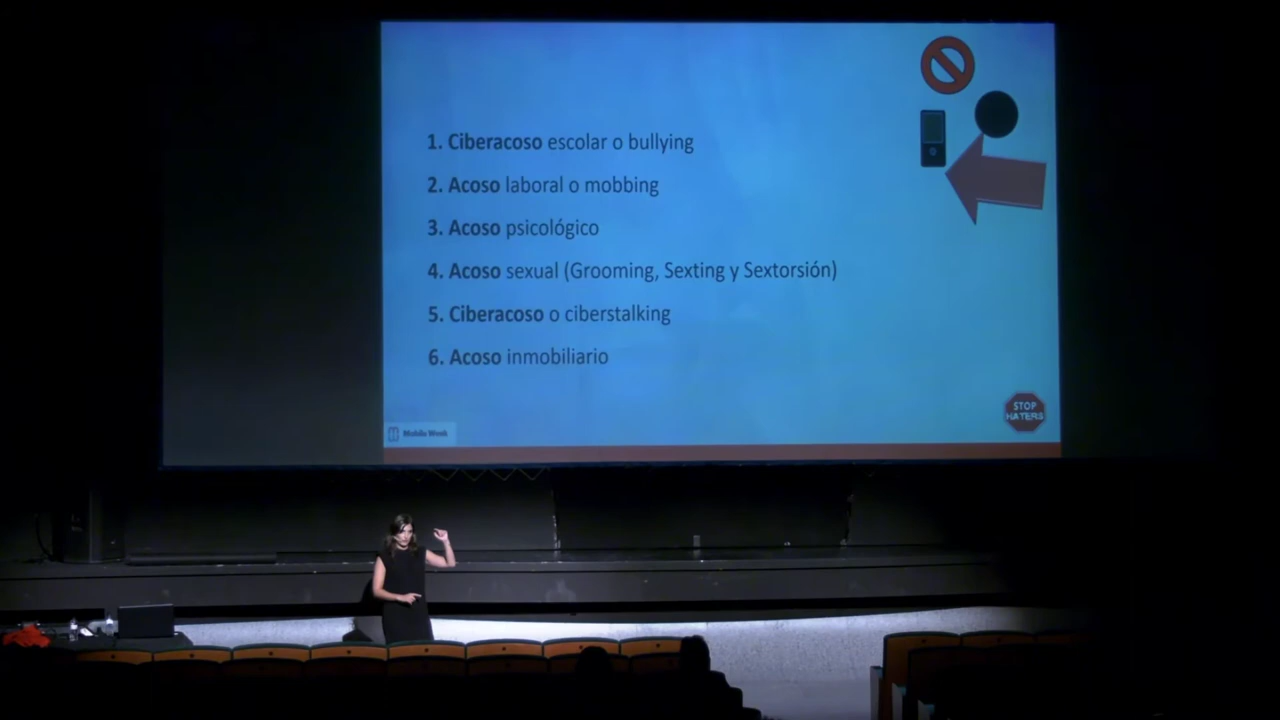 1. Ciberacoso escolar o bullying
2. Acoso laboral o mobbing
3. Acoso psicológico
4. Acoso sexual (Grooming, Sexting y Sextorsión)
5. Ciberacoso o ciberstalking
6. Acoso inmobiliario
STOP
HATERS
Mobile Week